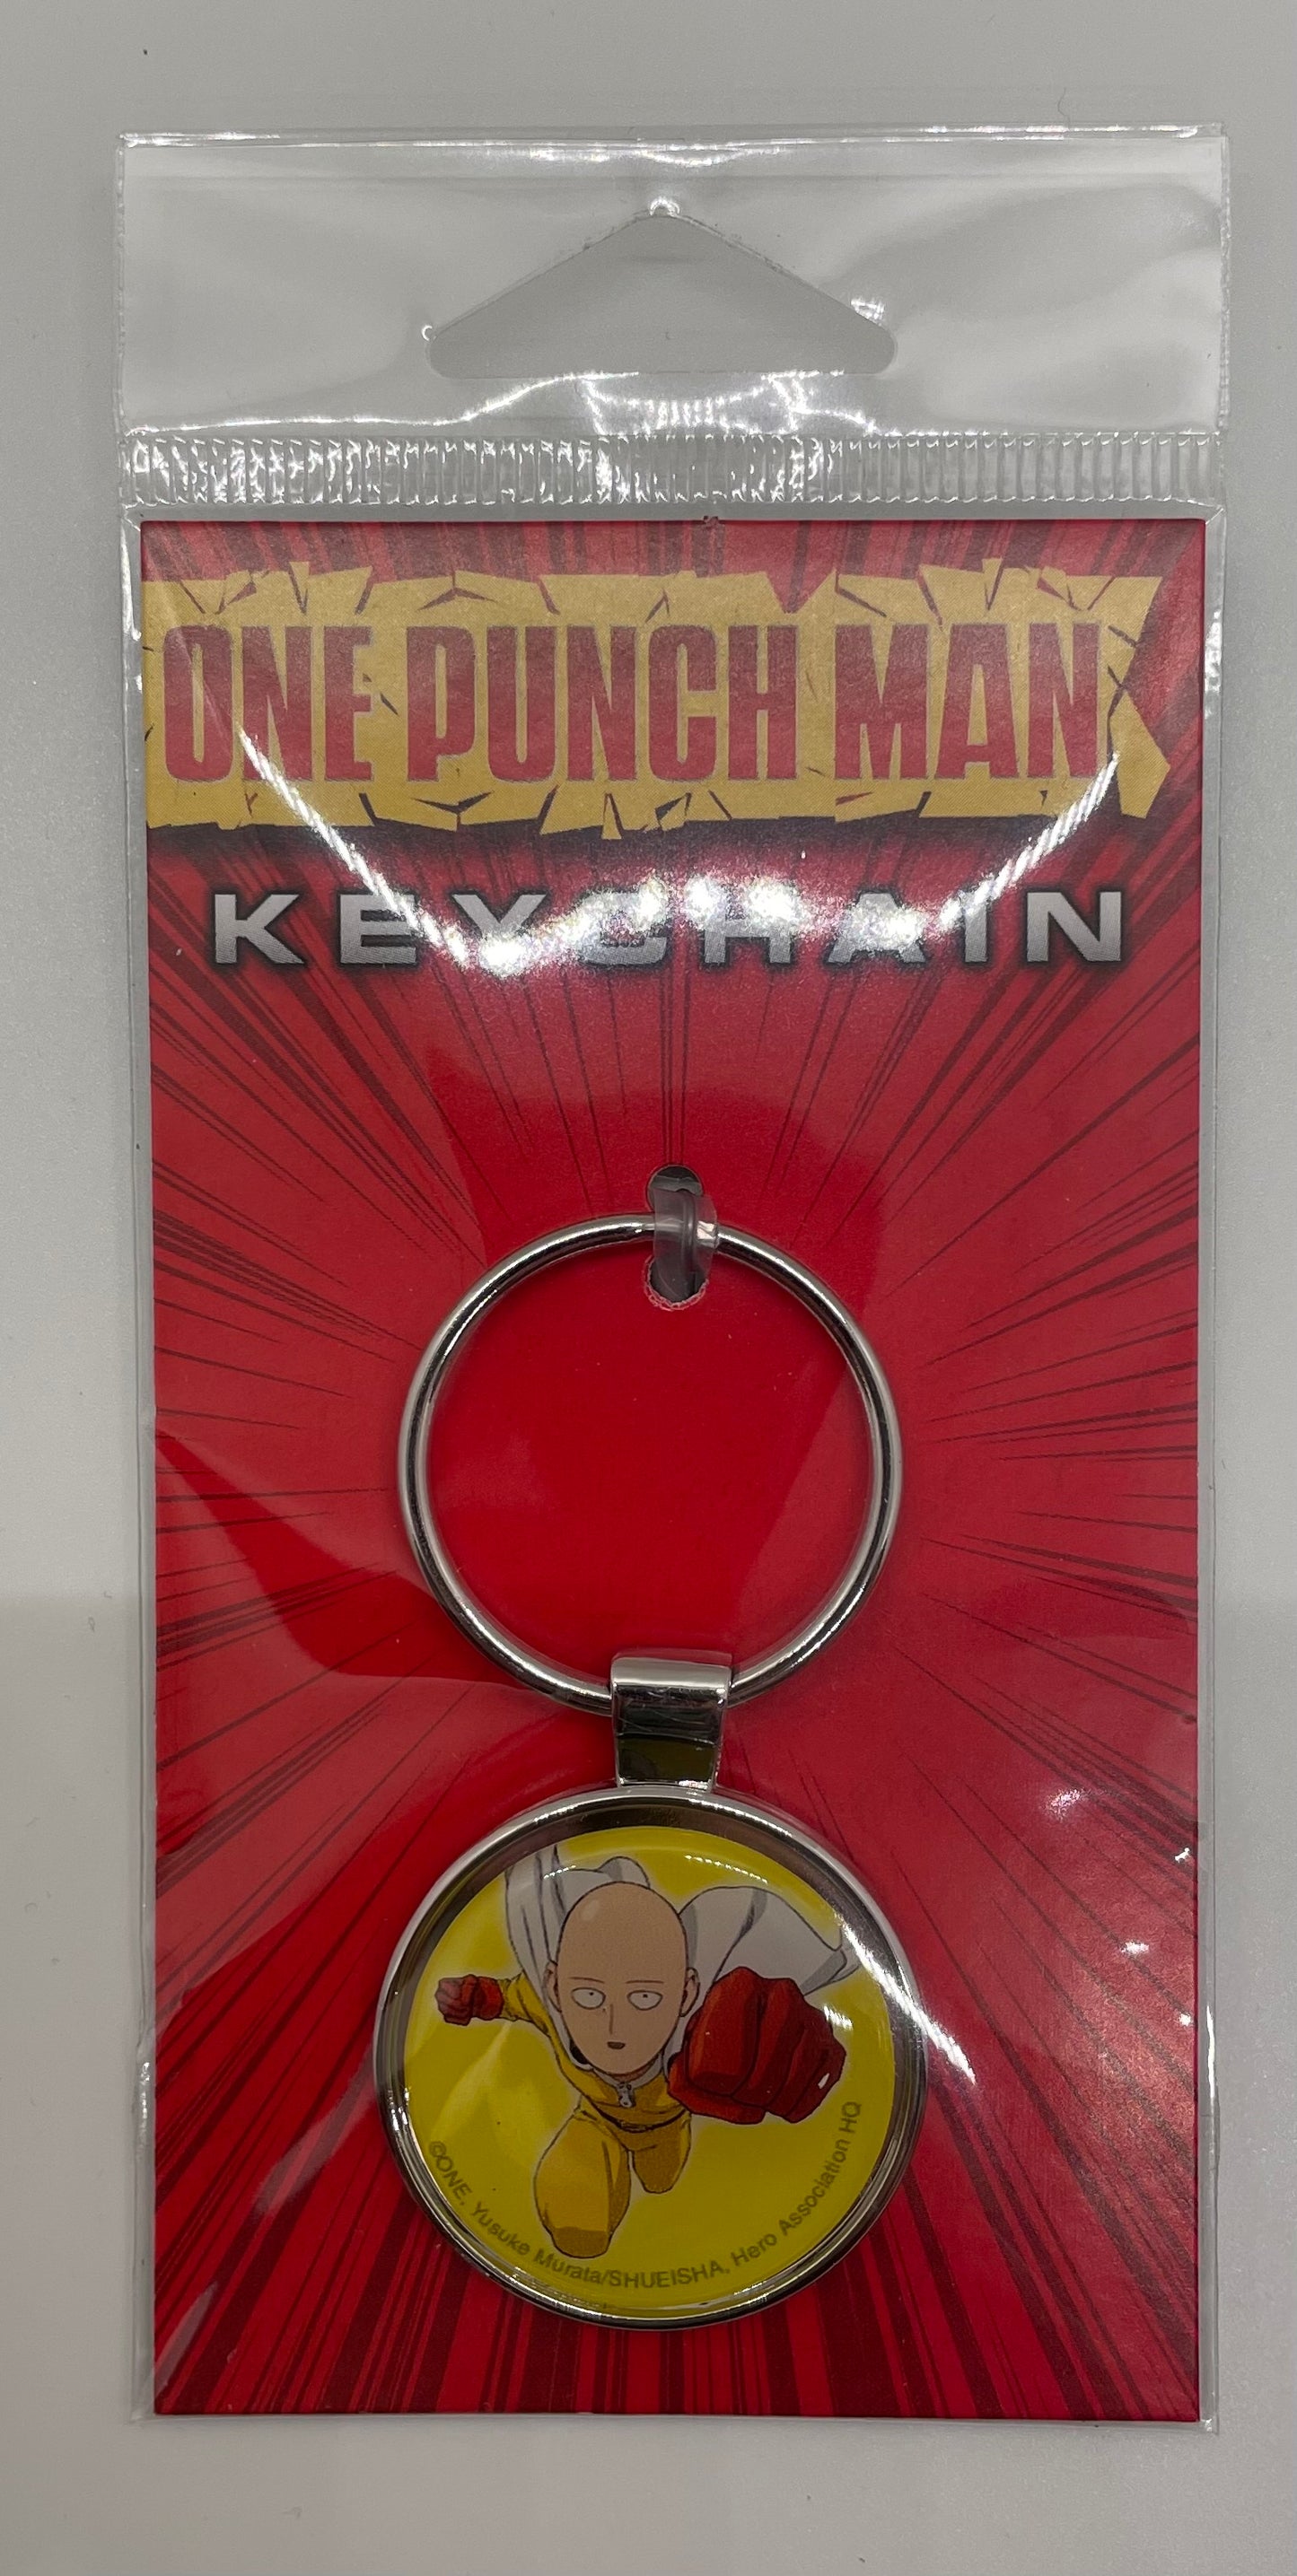 ONE PUNCH MAN
KEYCHAIN
©ONE, Yusuke Murata/SHUEISHA, Hero Association HQ